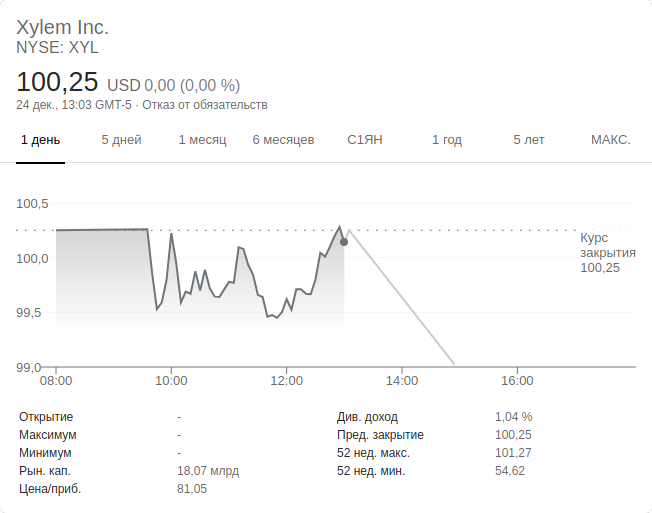 Xylem Inc.
NYSE: XYL
100,25 USD 0,00 (0,00 %)
24 дек., 13:03 GMT-5 · Отказ от обязательств
1 день 5 дней 1 месяц 6 месяцев С1ЯН 1 год 5 лет МАКС.
100,5
100,0
99,5
99,0
Курс
закрытия
100,25
08:00 10:00 12:00 14:00 16:00
Открытие - Див. доход 1,04 %
Максимум - Пред. закрытие 100,25
Минимум - 52 нед. макс. 101,27
Рын. кап. 18,07 млрд 52 нед. мин. 54,62
Цена/приб. 81,05